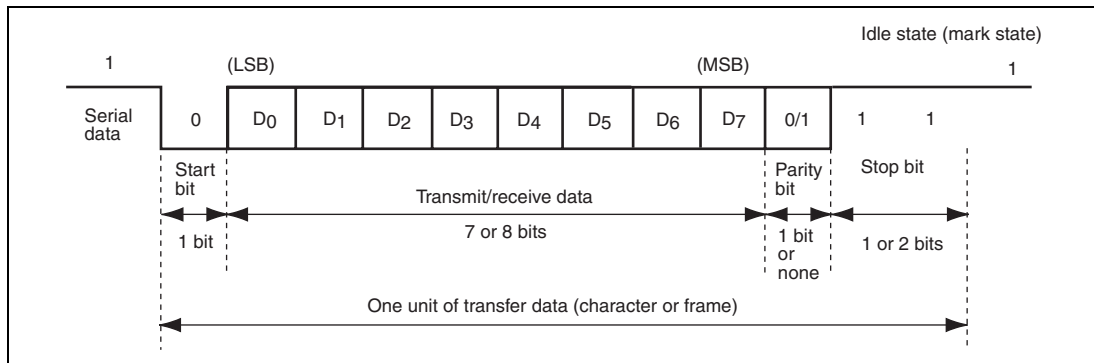 Idle state (mark state)
1 (LSB) (MSB) 1
Serial data 0 D0 D1 D2 D3 D4 D5 D6 D7 0/1 1 1
Start bit
Parity bit
Stop bit
Transmit/receive data
1 bit
7 or 8 bits
1 bit or none
1 or 2 bits
One unit of transfer data (character or frame)